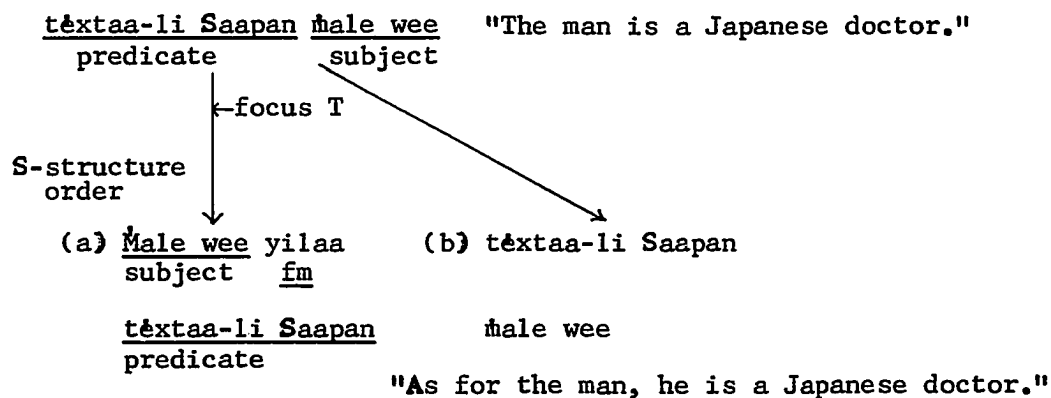 tėxtaa-li Saapan ṁale wee "The man is a Japanese doctor."
predicate subject
←focus T
S-structure
order
(a) Ṁale wee yilaa (b) tėxtaa-li Saapan
subject fm
tėxtaa-li Saapan ṁale wee
predicate
"As for the man, he is a Japanese doctor."